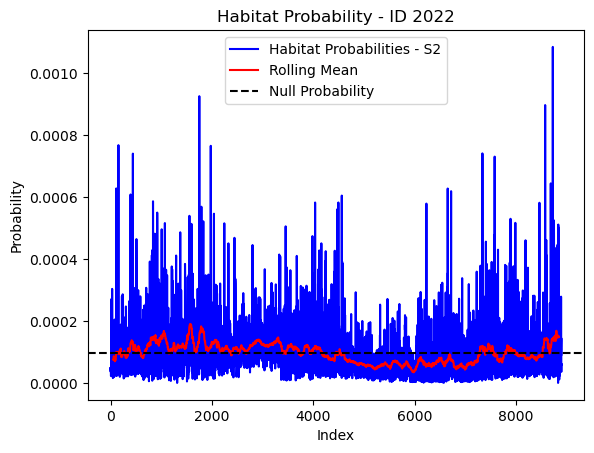 Habitat Probability - ID 2022
Habitat Probabilities - S2
Rolling Mean
Null Probability
Probability
0.0010
0.0008
0.0006
0.0004
0.0002
0.0000
0
2000
4000
6000
8000
Index